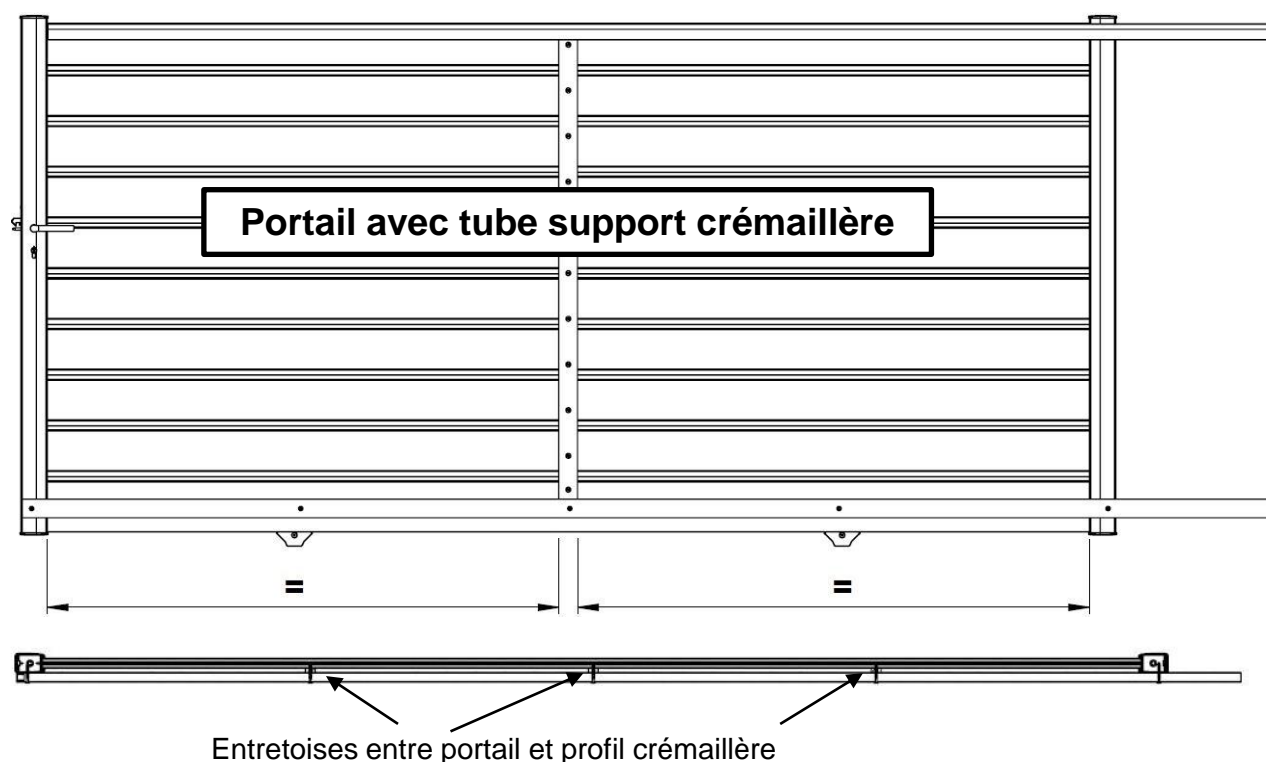 Portail avec tube support crémaillère
=
=
Entretoises entre portail et profil crémaillère